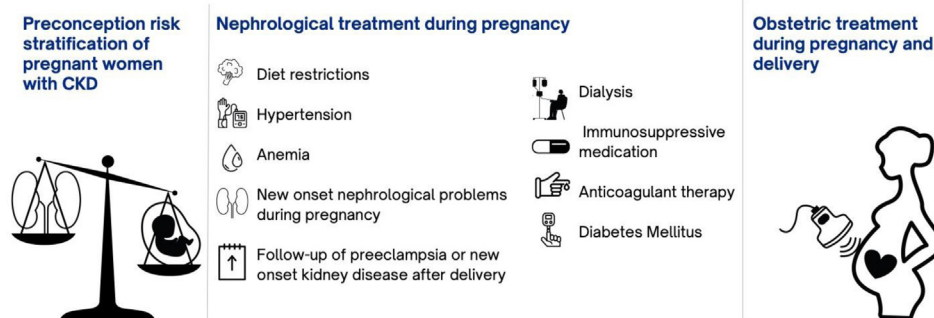 Preconception risk
stratification of
pregnant women
with CKD
Nephrological treatment during pregnancy
Diet restrictions
Hypertension
Anemia
New onset nephrological problems
during pregnancy
Follow-up of preeclampsia or new
onset kidney disease after delivery
Dialysis
Immunosuppressive
medication
Anticoagulant therapy
Diabetes Mellitus
Obstetric treatment
during pregnancy and
delivery